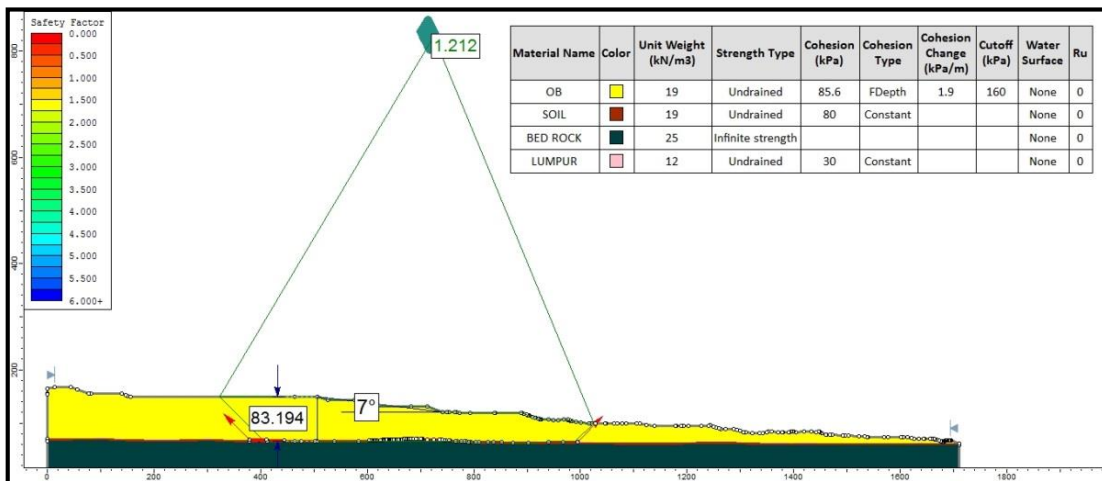 Safety Factor
0.000
0.500
1.000
1.500
2.000
2.500
3.000
3.500
4.000
4.500
5.000
5.500
6.000+
1.212
Material Name Color Unit Weight (kN/m3) Strength Type Cohesion (kPa) Cohesion Type Cohesion Change (kPa/m) Cutoff (kPa) Water Surface Ru
OB 19 Undrained 85.6 FDepth 1.9 160 None 0
SOIL 19 Undrained 80 Constant None 0
BED ROCK 25 Infinite strength None 0
LUMPUR 12 Undrained 30 Constant None 0
800
600
400
200
83.194
7°
0 200 400 600 800 1000 1200 1400 1600 1800